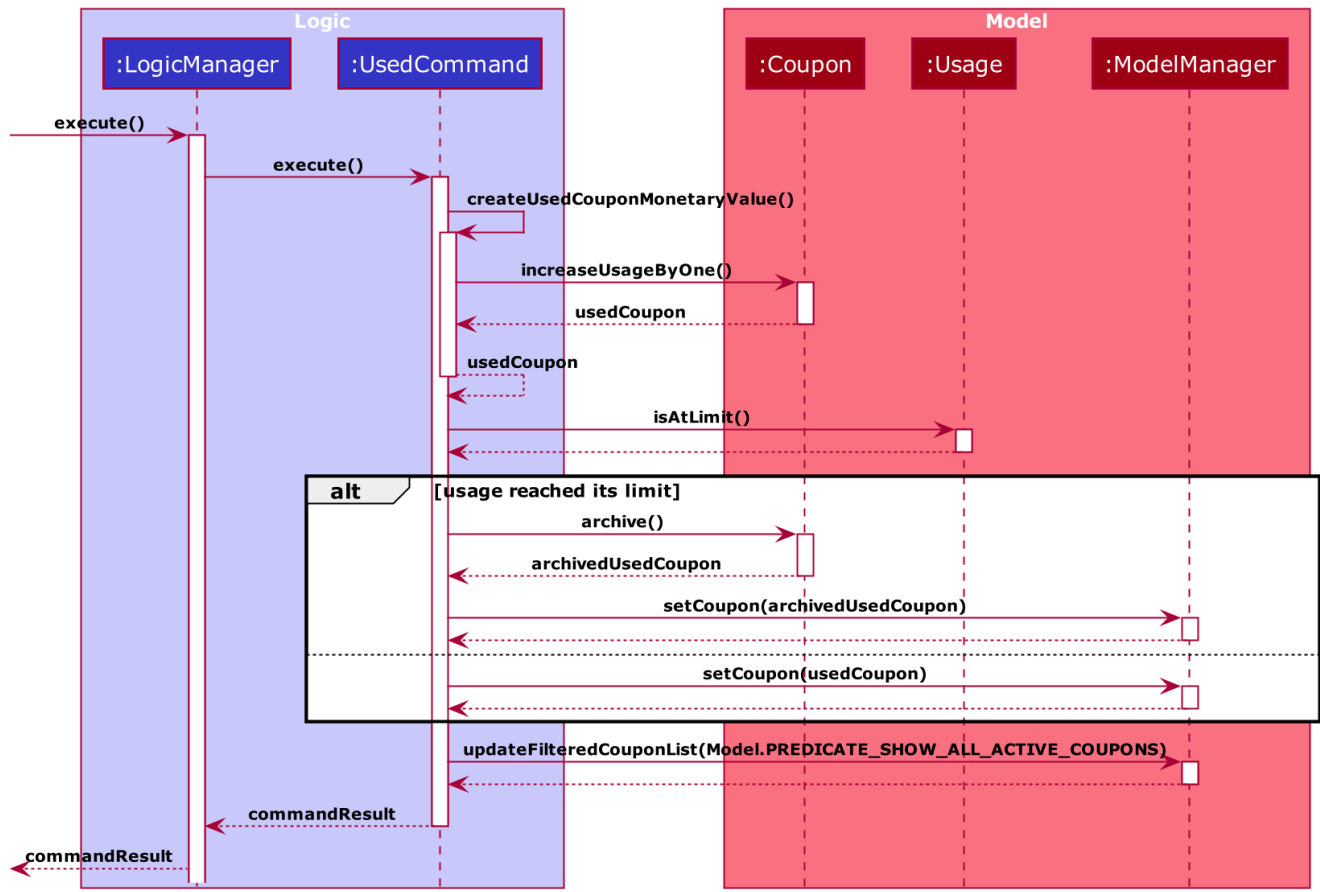 Logic
Model
:LogicManager
:UsedCommand
:Coupon
:Usage
:ModelManager
execute()
execute()
createUsedCouponMonetaryValue()
increaseUsageByOne()
usedCoupon
usedCoupon
isAtLimit()
alt
[usage reached its limit]
archive()
archivedUsedCoupon
setCoupon(archivedUsedCoupon)
setCoupon(usedCoupon)
updateFilteredCouponList(Model.PREDICATE_SHOW_ALL_ACTIVE_COUPONS)
commandResult
commandResult